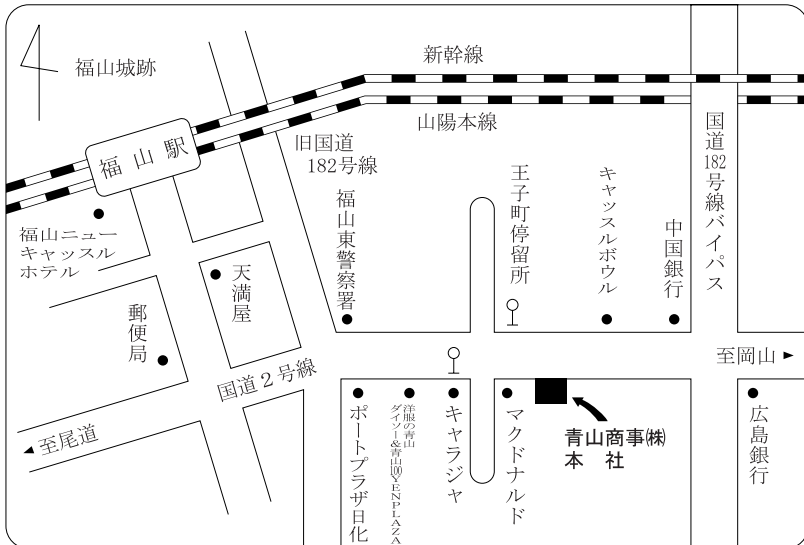 福山城跡
新幹線
山陽本線
福山駅
旧国道
182号線
国道182号線バイパス
福山ニュー
キャッスル
ホテル
天満屋
郵便局
福山東警察署
王子町停留所
キャッスルボウル
中国銀行
国道2号線
至岡山
至尾道
ポートプラザ日化
洋服の青山
ダイソー&青山100YENPLAZA
キャラジャ
マクドナルド
青山商事㈱
本 社
広島銀行